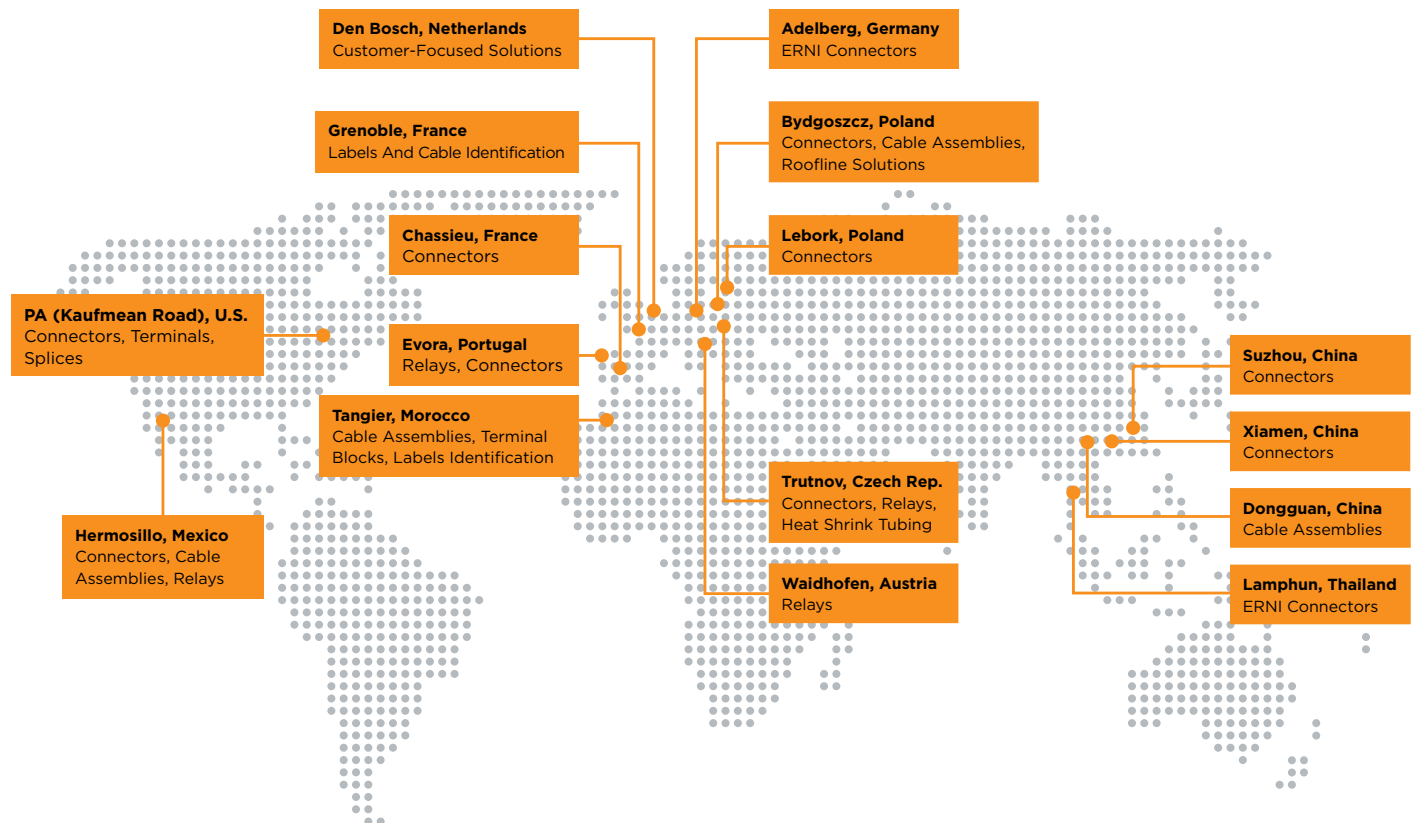 Den Bosch, Netherlands
Customer-Focused Solutions
Adelberg, Germany
ERNI Connectors
Grenoble, France
Labels And Cable Identification
Bydgoszcz, Poland
Connectors, Cable Assemblies,
Roofline Solutions
Chassieu, France
Connectors
Lebork, Poland
Connectors
PA (Kaufmean Road), U.S.
Connectors, Terminals,
Splices
Evora, Portugal
Relays, Connectors
Suzhou, China
Connectors
Tangier, Morocco
Cable Assemblies, Terminal
Blocks, Labels Identification
Xiamen, China
Connectors
Trutnov, Czech Rep.
Connectors, Relays,
Heat Shrink Tubing
Dongguan, China
Cable Assemblies
Hermosillo, Mexico
Connectors, Cable
Assemblies, Relays
Waidhofen, Austria
Relays
Lamphun, Thailand
ERNI Connectors